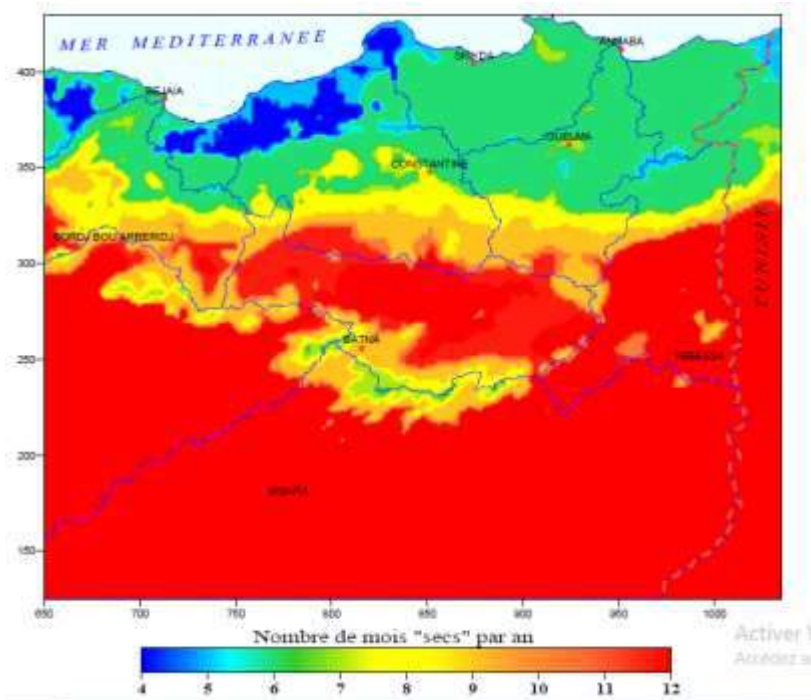 MER MEDITERRANEE
ANNABA
SKIKDA
400
BEJAIA
GUELMA
350
CONSTANTINE
BORDJ BOU ARRERIDJ
TUNISIE
300
BATNA
250
TEBESSA
200
BISKRA
150
650 700 750 800 850 900 950 1000
Nombre de mois "secs" par an
4 5 6 7 8 9 10 11 12
Activer